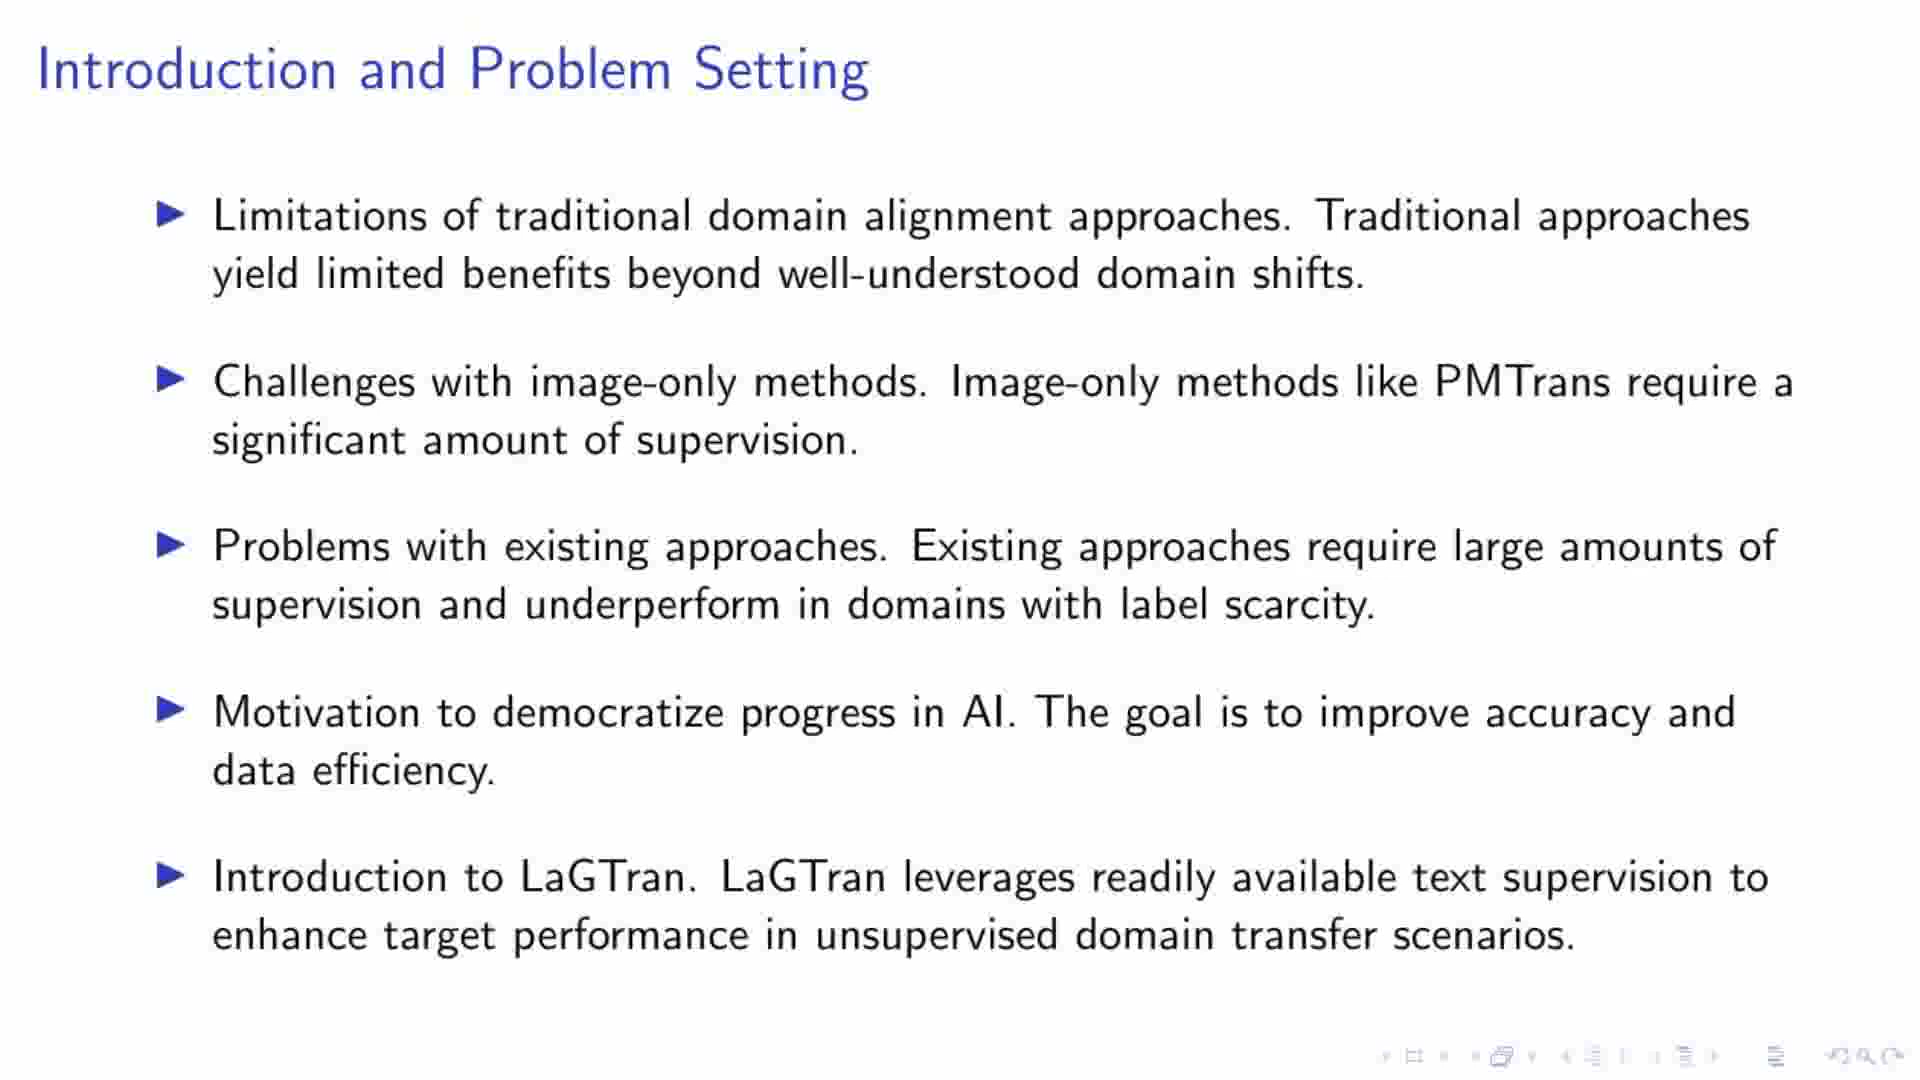 Introduction and Problem Setting
Limitations of traditional domain alignment approaches. Traditional approaches
yield limited benefits beyond well-understood domain shifts.
Challenges with image-only methods. Image-only methods like PMTrans require a
significant amount of supervision.
Problems with existing approaches. Existing approaches require large amounts of
supervision and underperform in domains with label scarcity.
Motivation to democratize progress in AI. The goal is to improve accuracy and
data efficiency.
Introduction to LaGTran. LaGTran leverages readily available text supervision to
enhance target performance in unsupervised domain transfer scenarios.